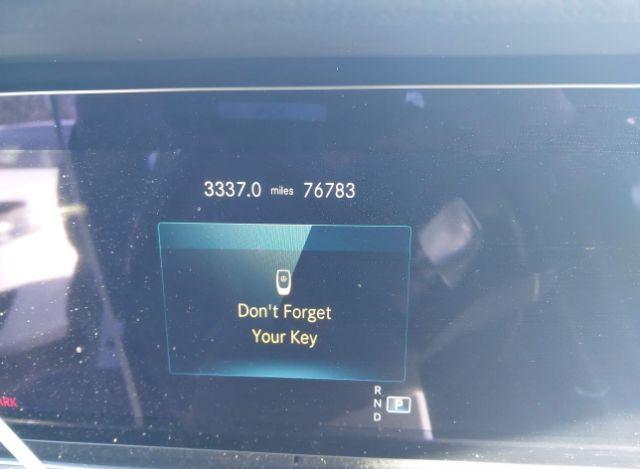 3337.0 miles 76783
Don't Forget
Your Key
R
N P
D